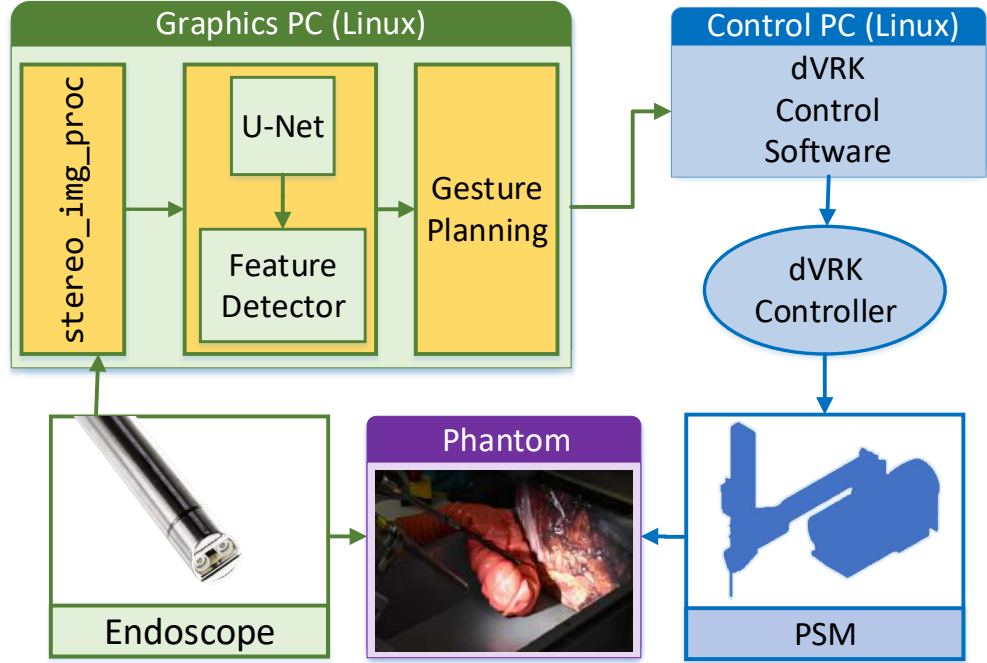 Graphics PC (Linux)
stereo_img_proc
U-Net
Feature
Detector
Gesture
Planning
Control PC (Linux)
dVRK
Control
Software
dVRK
Controller
Endoscope
Phantom
PSM